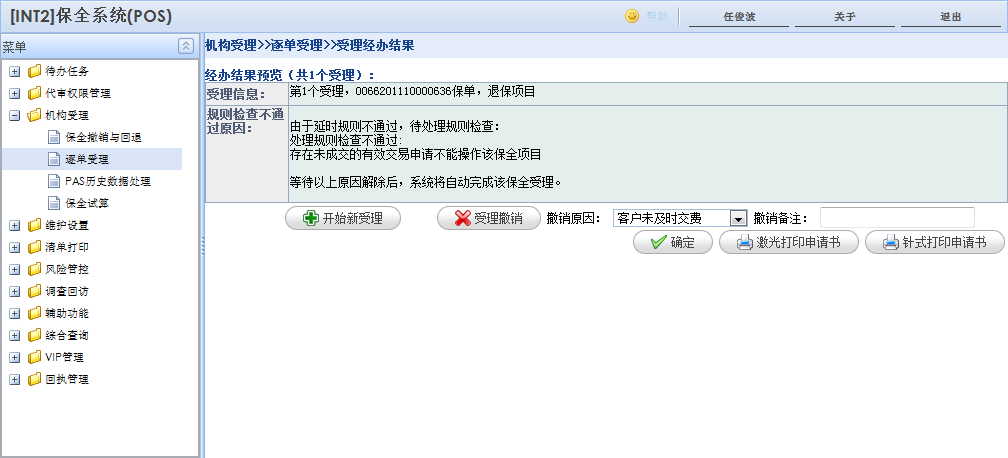 [INT2]保全系统(POS)
帮助
任俊波
关于
退出
菜单
待办任务
代审权限管理
机构受理
保全撤销与回退
逐单受理
PAS历史数据处理
保全试算
维护设置
清单打印
风险管控
调查回访
辅助功能
综合查询
VIP管理
回执管理
机构受理>>逐单受理>>受理经办结果
经办结果预览（共1个受理）：
受理信息：
第1个受理，0066201110000636保单，退保项目
规则检查不通
过原因：
由于延时规则不通过，待处理规则检查：
处理规则检查不通过：
存在未成交的有效交易申请不能操作该保全项目
等待以上原因解除后，系统将自动完成该保全受理。
开始新受理
受理撤销
撤销原因：
客户未及时交费
撤销备注：
确定
激光打印申请书
针式打印申请书